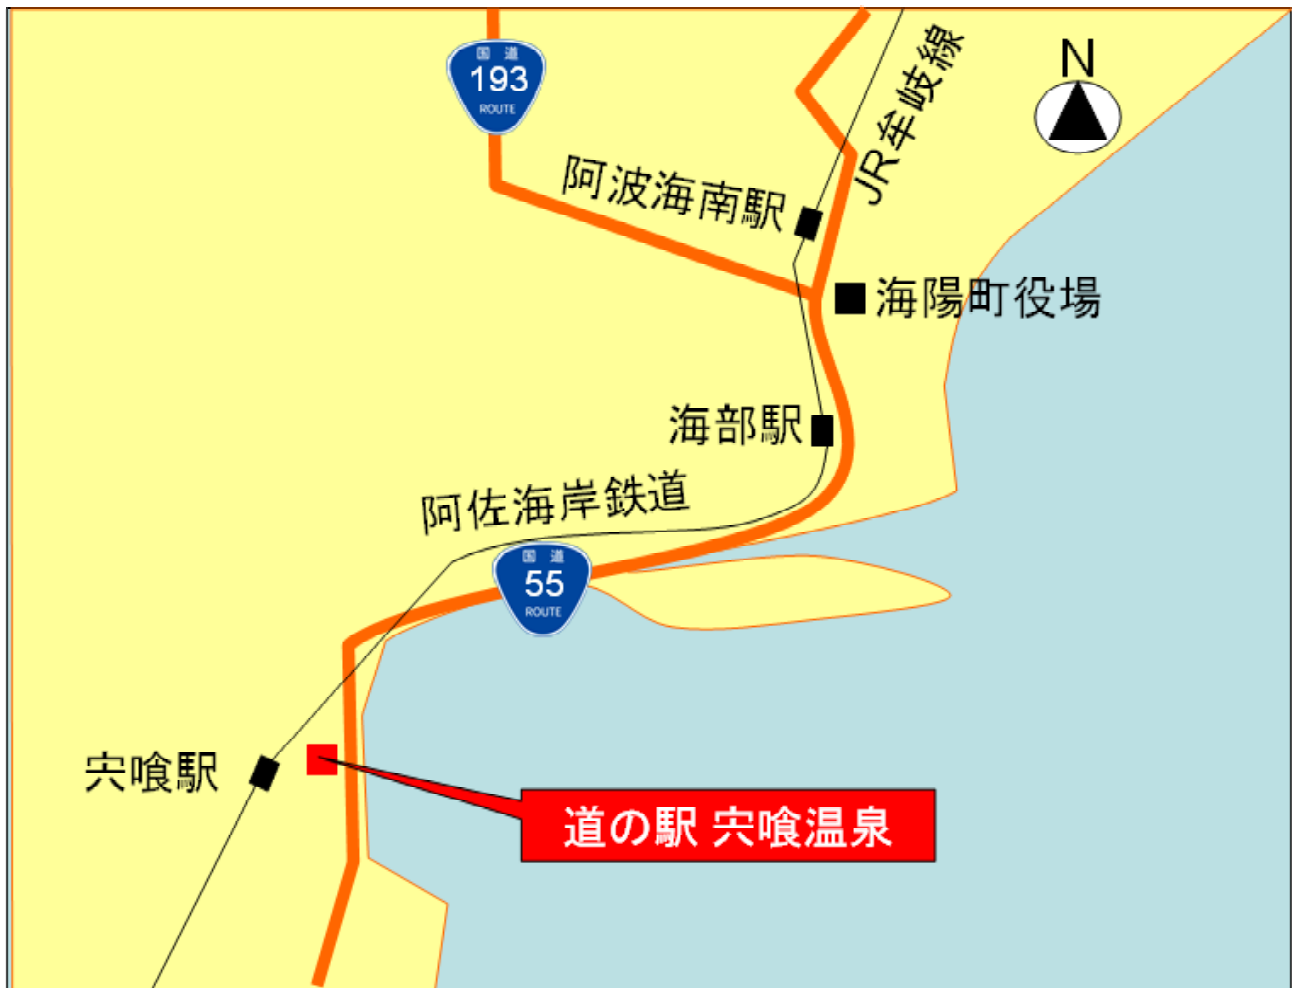 国 道
193
ROUTE
N
JR牟岐線
阿波海南駅
海陽町役場
海部駅
阿佐海岸鉄道
国 道
55
ROUTE
宍喰駅
道の駅 宍喰温泉